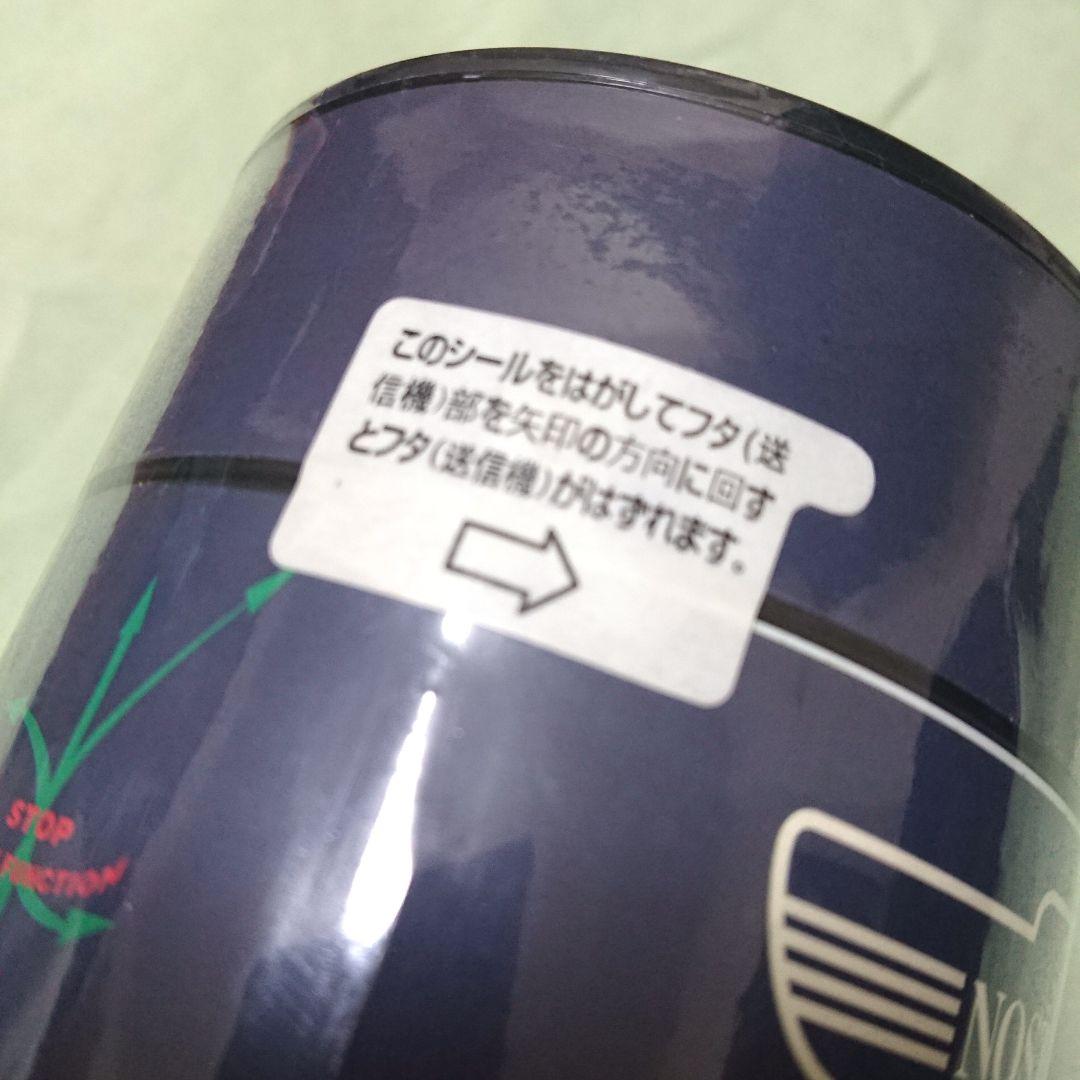 このシールをはがしてフタ(送
信機)部を矢印の方向に回す
とフタ(送信機)がはずれます。
STOP
FUNCTION
NOS